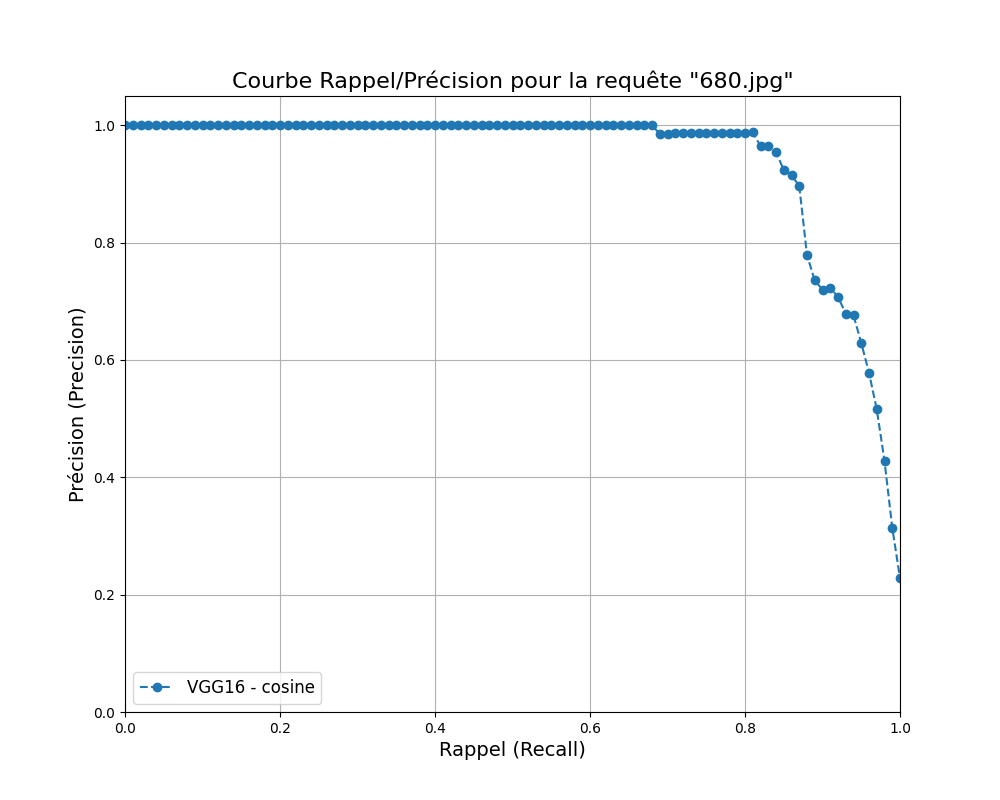 Courbe Rappel/Précision pour la requête "680.jpg"
1.0
0.8
0.6
0.4
0.2
0.0
Précision (Precision)
VGG16 - cosine
0.0 0.2 0.4 0.6 0.8 1.0
Rappel (Recall)